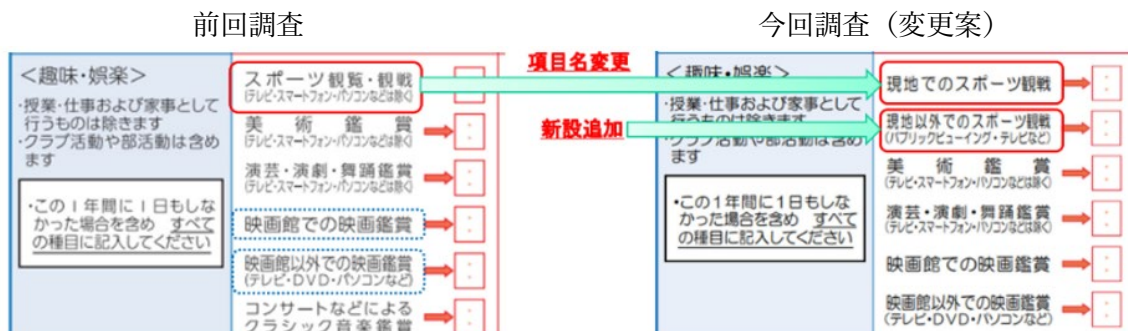 前回調査
今回調査（変更案）
＜趣味・娯楽＞
・授業・仕事および家事として
行うものは除きます
・クラブ活動や部活動は含め
ます
・この１年間に１日もしな
かった場合を含め　すべて
の種目に記入してください
スポーツ観覧・観戦
(テレビ・スマートフォン・パソコンなどは除く)
美術鑑賞
(テレビ・スマートフォン・パソコンなどは除く)
演芸・演劇・舞踊鑑賞
(テレビ・スマートフォン・パソコンなどは除く)
映画館での映画鑑賞
映画館以外での映画鑑賞
(テレビ・DVD・パソコンなど)
コンサートなどによる
クラシック音楽鑑賞
項目名変更
新設追加
＜趣味・娯楽＞
・授業・仕事および家事として
行うものは除きます
・クラブ活動や部活動は含め
ます
・この１年間に１日もしな
かった場合を含め　すべて
の種目に記入してください
現地でのスポーツ観戦
現地以外でのスポーツ観戦
(パブリックビューイング・テレビなど)
美術鑑賞
(テレビ・スマートフォン・パソコンなどは除く)
演芸・演劇・舞踊鑑賞
(テレビ・スマートフォン・パソコンなどは除く)
映画館での映画鑑賞
映画館以外での映画鑑賞
(テレビ・DVD・パソコンなど)